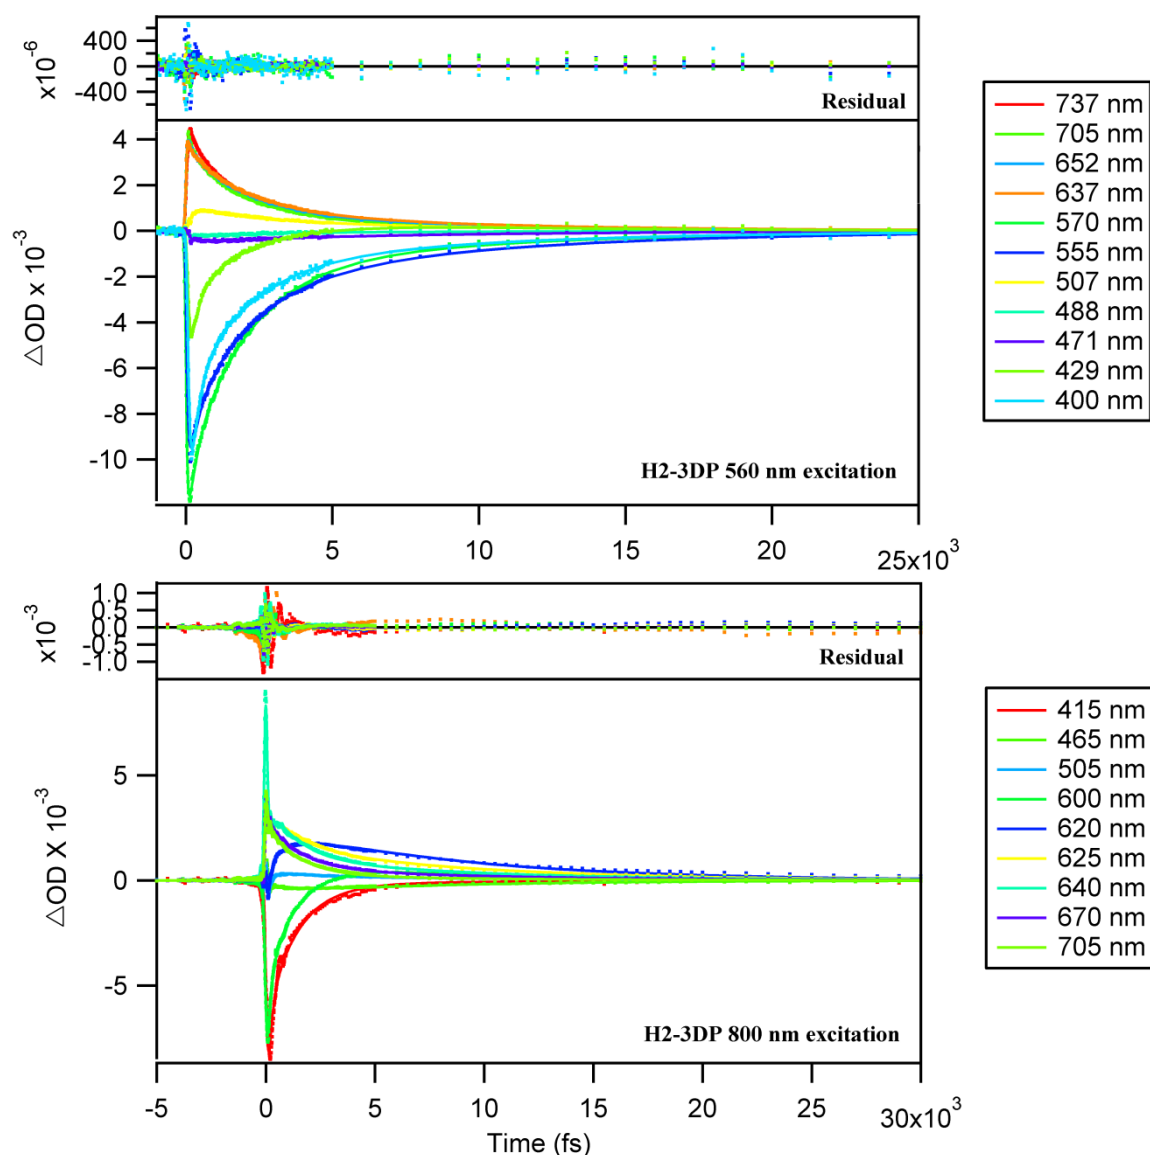 x10⁻⁶
400
0
-400
Residual
4
2
0
-2
-4
-6
-8
-10
△OD x 10⁻³
H2-3DP 560 nm excitation
0
5
10
15
20
25x10³
737 nm
705 nm
652 nm
637 nm
570 nm
555 nm
507 nm
488 nm
471 nm
429 nm
400 nm
x10⁻³
1.0
0.5
0.0
-0.5
-1.0
Residual
5
0
-5
△OD X 10⁻³
H2-3DP 800 nm excitation
-5
0
5
10
15
20
25
30x10³
Time (fs)
415 nm
465 nm
505 nm
600 nm
620 nm
625 nm
640 nm
670 nm
705 nm